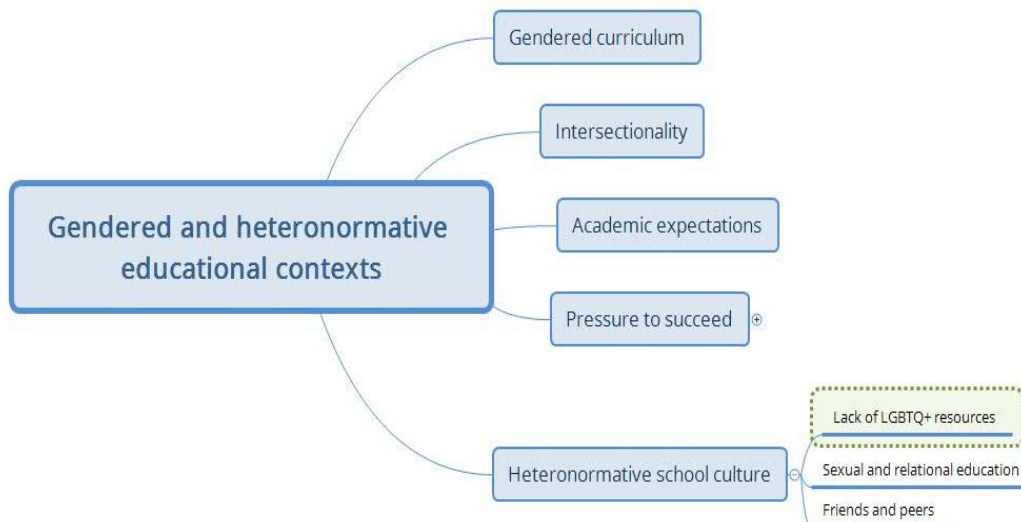 Gendered curriculum
Intersectionality
Gendered and heteronormative
educational contexts
Academic expectations
Pressure to succeed
Lack of LGBTQ+ resources
Heteronormative school culture
Sexual and relational education
Friends and peers